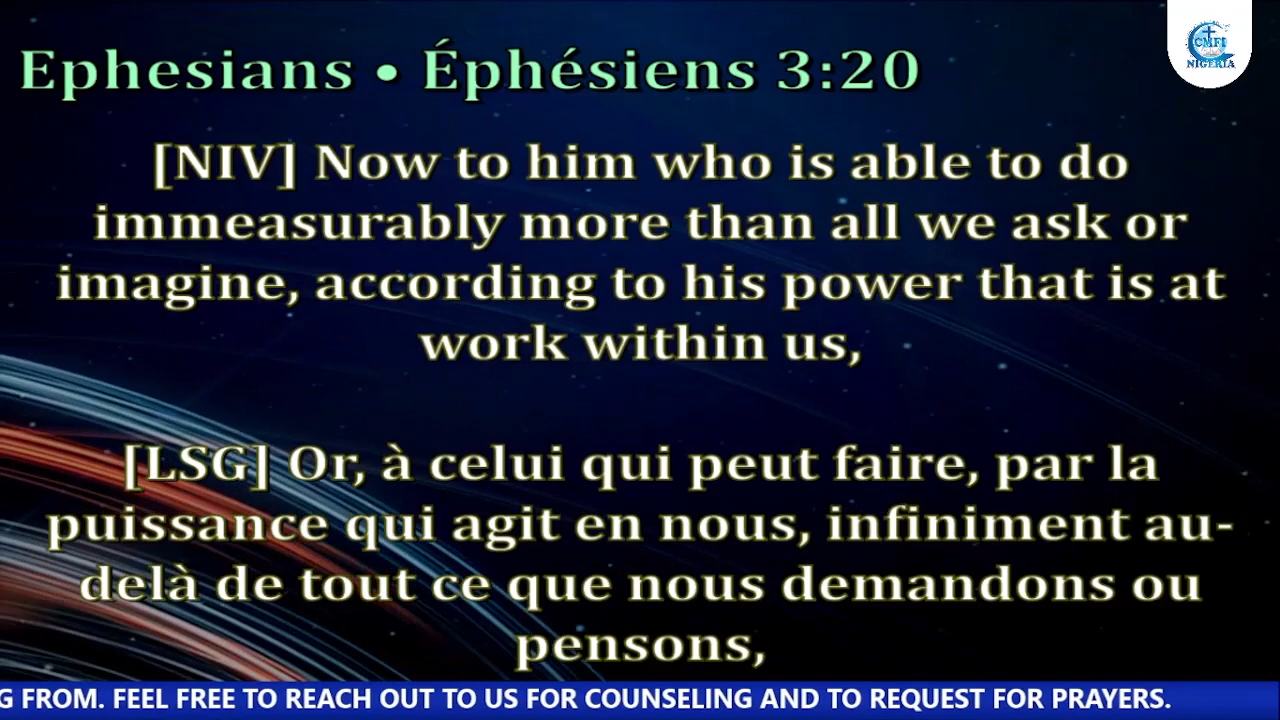 Ephesians • Éphésiens 3:20
CMFI
NIGERIA
[NIV] Now to him who is able to do
immeasurably more than all we ask or
imagine, according to his power that is at
work within us,
[LSG] Or, à celui qui peut faire, par la
puissance qui agit en nous, infiniment au-
delà de tout ce que nous demandons ou
pensons,
G FROM. FEEL FREE TO REACH OUT TO US FOR COUNSELING AND TO REQUEST FOR PRAYERS.